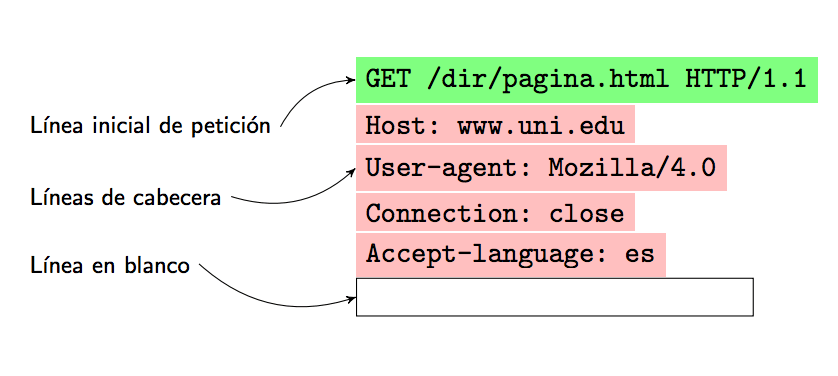 GET /dir/pagina.html HTTP/1.1
Línea inicial de petición
Host: www.uni.edu
User-agent: Mozilla/4.0
Líneas de cabecera
Connection: close
Accept-language: es
Línea en blanco